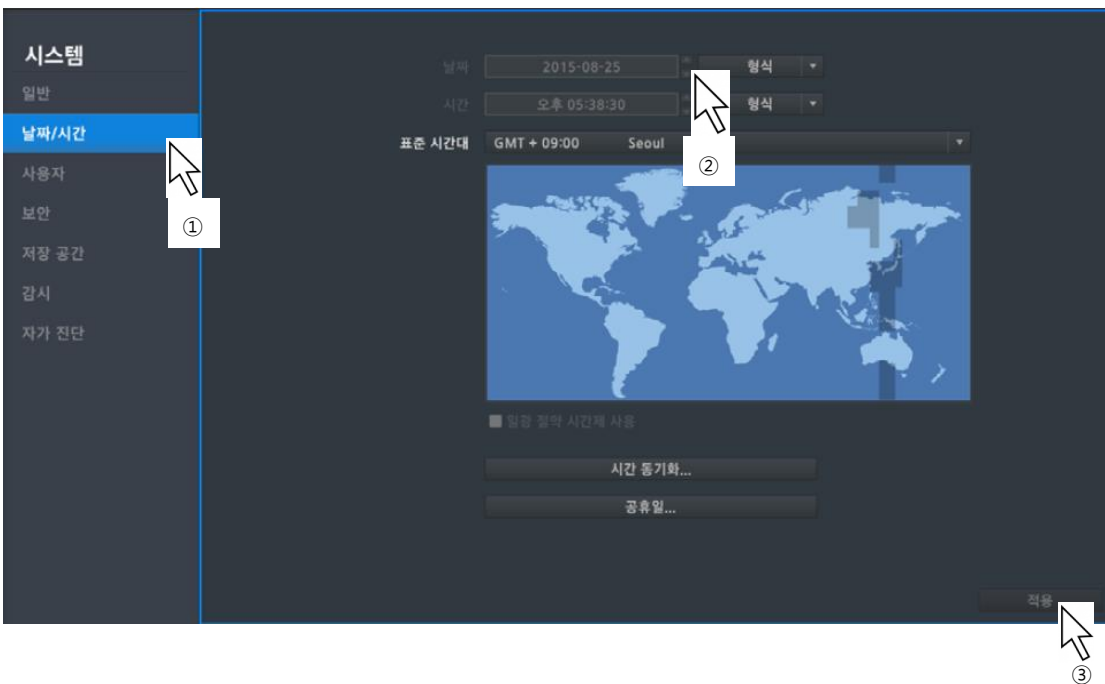 시스템
일반
날짜/시간
사용자
보안
저장 공간
감시
자가 진단
①
날짜 2015-08-25 형식
시간 오후 05:38:30 형식
표준 시간대 GMT + 09:00 Seoul
②
일광 절약 시간제 사용
시간 동기화...
공휴일...
적용
③